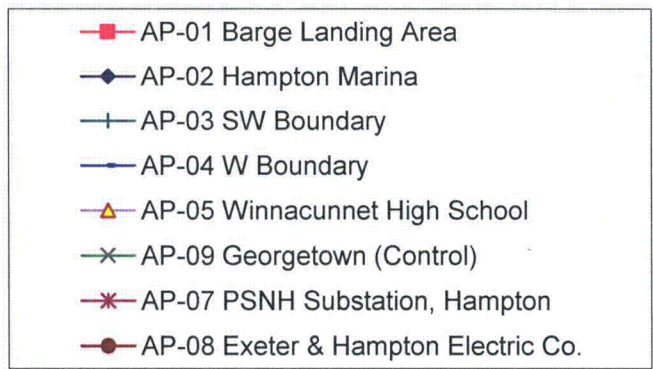 AP-01 Barge Landing Area
AP-02 Hampton Marina
AP-03 SW Boundary
AP-04 W Boundary
AP-05 Winnacunnet High School
AP-09 Georgetown (Control)
AP-07 PSNH Substation, Hampton
AP-08 Exeter & Hampton Electric Co.